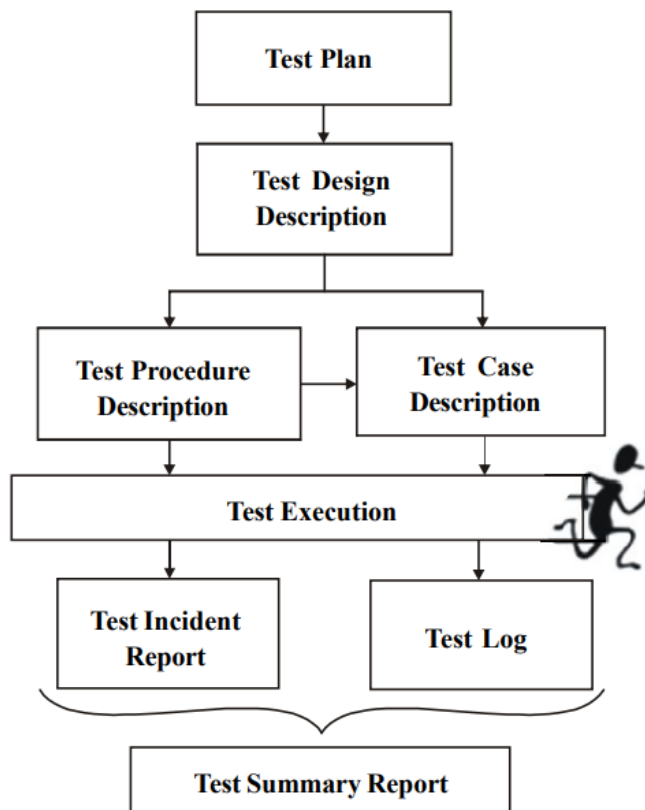 Test Plan
Test Design
Description
Test Procedure
Description
Test Case
Description
Test Execution
Test Incident
Report
Test Log
Test Summary Report